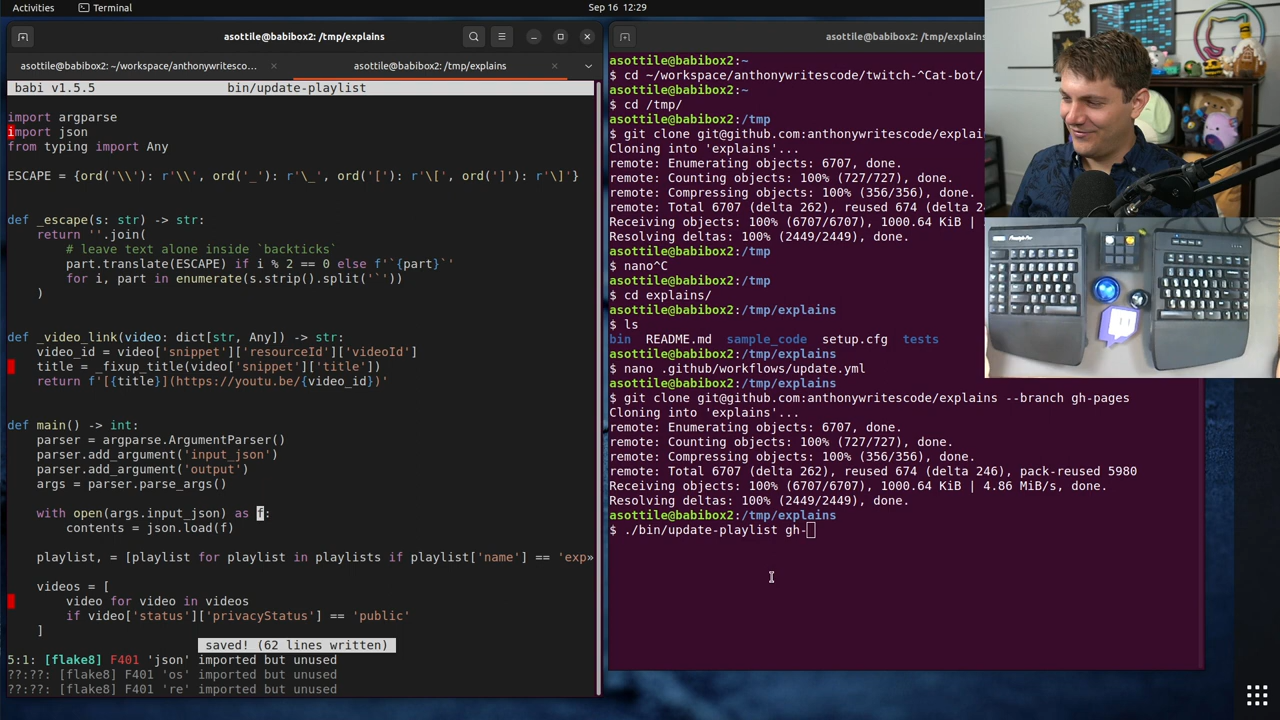 Activities
Terminal
Sep 16 12:29
asottile@babibox2: /tmp/explains
asottile@babibox2: ~/workspace/anthonywritesco...
asottile@babibox2: /tmp/explains
babi v1.5.5 bin/update-playlist
import argparse
import json
from typing import Any
ESCAPE = {ord('\\'): r'\\', ord('_'): r'\_', ord('['): r'\[', ord(']'): r'\]'}
def _escape(s: str) -> str:
    return ''.join(
        # leave text alone inside `backticks`
        part.translate(ESCAPE) if i % 2 == 0 else f'`{part}`'
        for i, part in enumerate(s.strip().split('`'))
    )
def _video_link(video: dict[str, Any]) -> str:
    video_id = video['snippet']['resourceId']['videoId']
    title = _fixup_title(video['snippet']['title'])
    return f'[{title}](https://youtu.be/{video_id})'
def main() -> int:
    parser = argparse.ArgumentParser()
    parser.add_argument('input_json')
    parser.add_argument('output')
    args = parser.parse_args()
    with open(args.input_json) as f:
        contents = json.load(f)
    playlist, = [playlist for playlist in playlists if playlist['name'] == 'exp»
    videos = [
        video for video in videos
        if video['status']['privacyStatus'] == 'public'
    ]
saved! (62 lines written)
5:1: [flake8] F401 'json' imported but unused
??:??: [flake8] F401 'os' imported but unused
??:??: [flake8] F401 're' imported but unused
asottile@babibox2: /tmp/explains
asottile@babibox2:~
$ cd ~/workspace/anthonywritescode/twitch-^Cat-bot/
asottile@babibox2:~
$ cd /tmp/
asottile@babibox2:/tmp
$ git clone git@github.com:anthonywritescode/explai
Cloning into 'explains'...
remote: Enumerating objects: 6707, done.
remote: Counting objects: 100% (727/727), done.
remote: Compressing objects: 100% (356/356), done.
remote: Total 6707 (delta 262), reused 674 (delta 2
Receiving objects: 100% (6707/6707), 1000.64 KiB |
Resolving deltas: 100% (2449/2449), done.
asottile@babibox2:/tmp
$ nano^C
asottile@babibox2:/tmp
$ cd explains/
asottile@babibox2:/tmp/explains
$ ls
bin README.md sample_code setup.cfg tests
asottile@babibox2:/tmp/explains
$ nano .github/workflows/update.yml
asottile@babibox2:/tmp/explains
$ git clone git@github.com:anthonywritescode/explains --branch gh-pages
Cloning into 'explains'...
remote: Enumerating objects: 6707, done.
remote: Counting objects: 100% (727/727), done.
remote: Compressing objects: 100% (356/356), done.
remote: Total 6707 (delta 262), reused 674 (delta 246), pack-reused 5980
Receiving objects: 100% (6707/6707), 1000.64 KiB | 4.86 MiB/s, done.
Resolving deltas: 100% (2449/2449), done.
asottile@babibox2:/tmp/explains
$ ./bin/update-playlist gh-